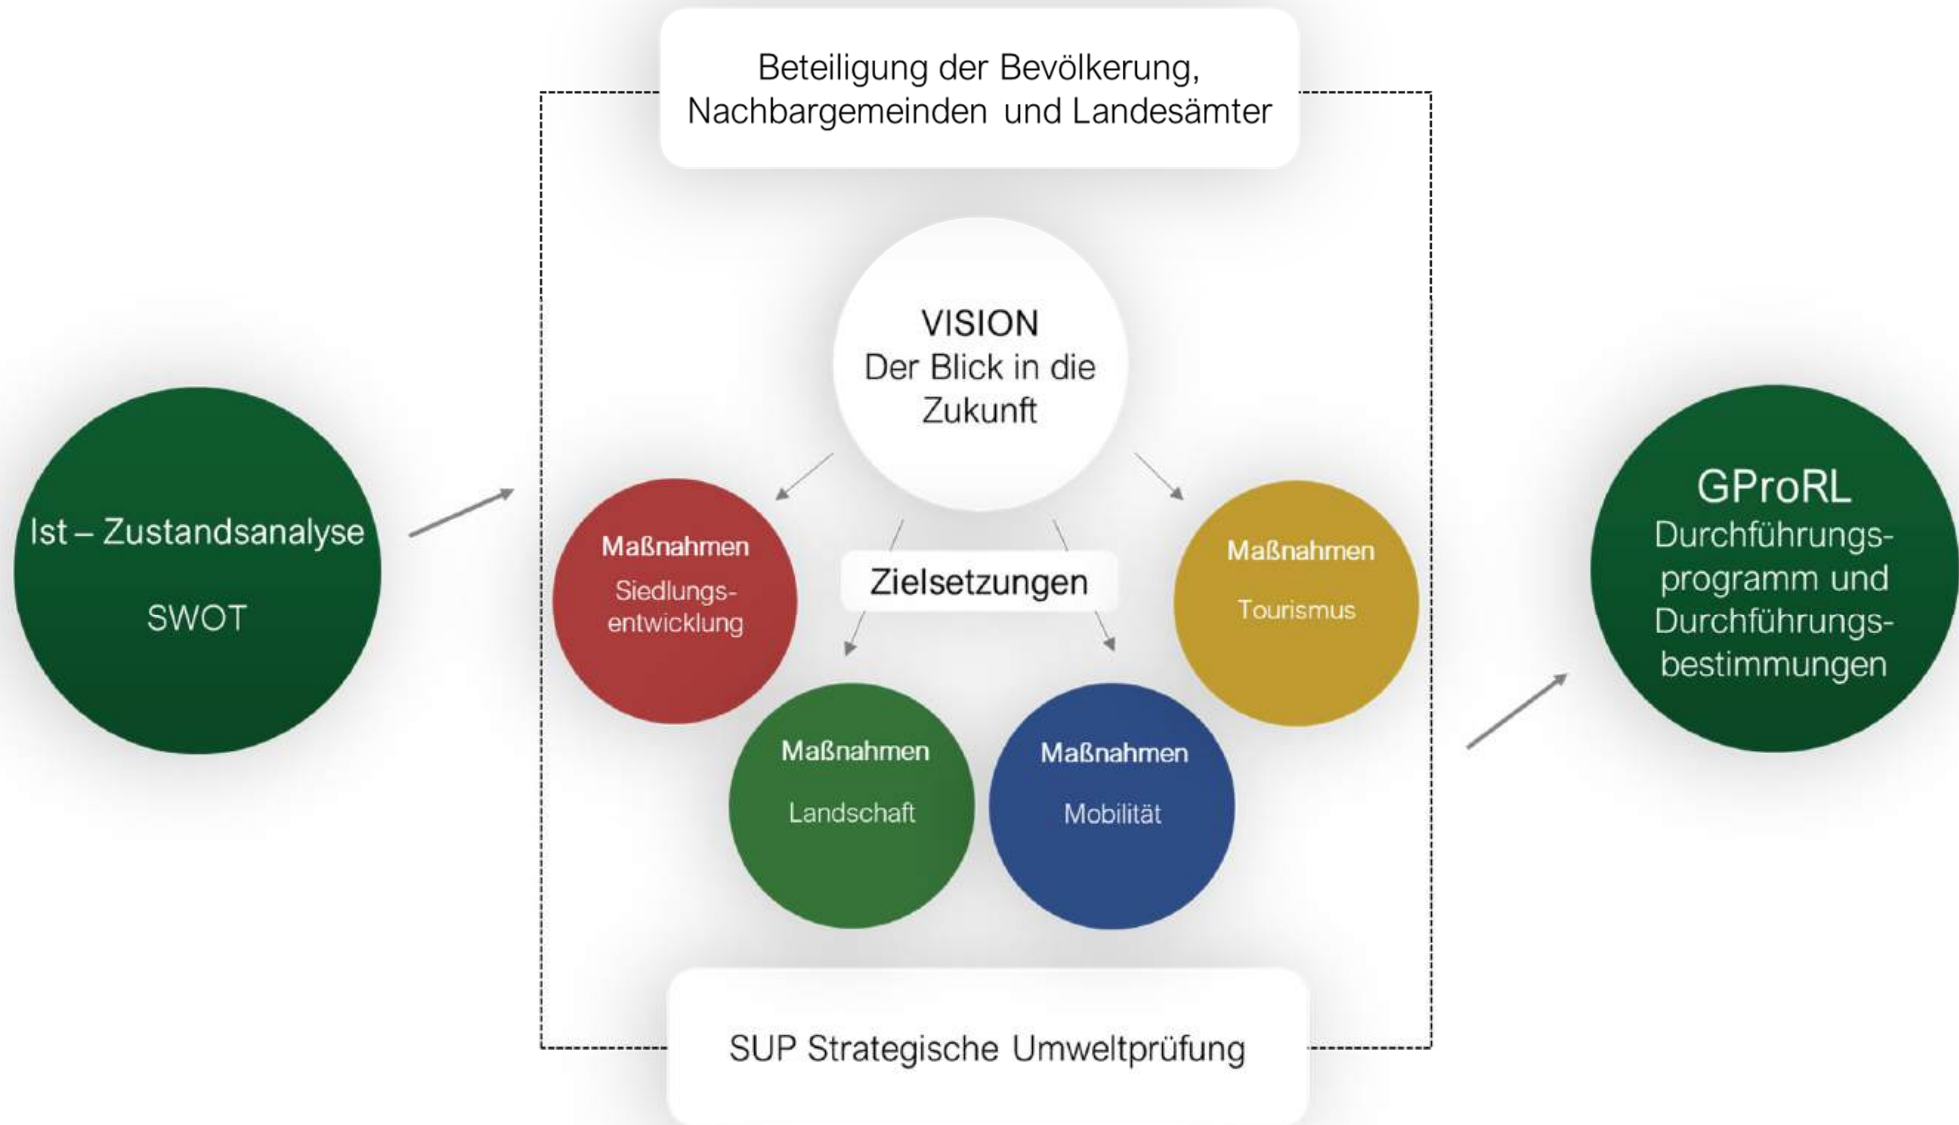 Beteiligung der Bevölkerung,
Nachbargemeinden und Landesämter
VISION
Der Blick in die
Zukunft
Ist – Zustandsanalyse
SWOT
Maßnahmen
Siedlungs-
entwicklung
Zielsetzungen
Maßnahmen
Tourismus
Maßnahmen
Landschaft
Maßnahmen
Mobilität
GProRL
Durchführungs-
programm und
Durchführungs-
bestimmungen
SUP Strategische Umweltprüfung